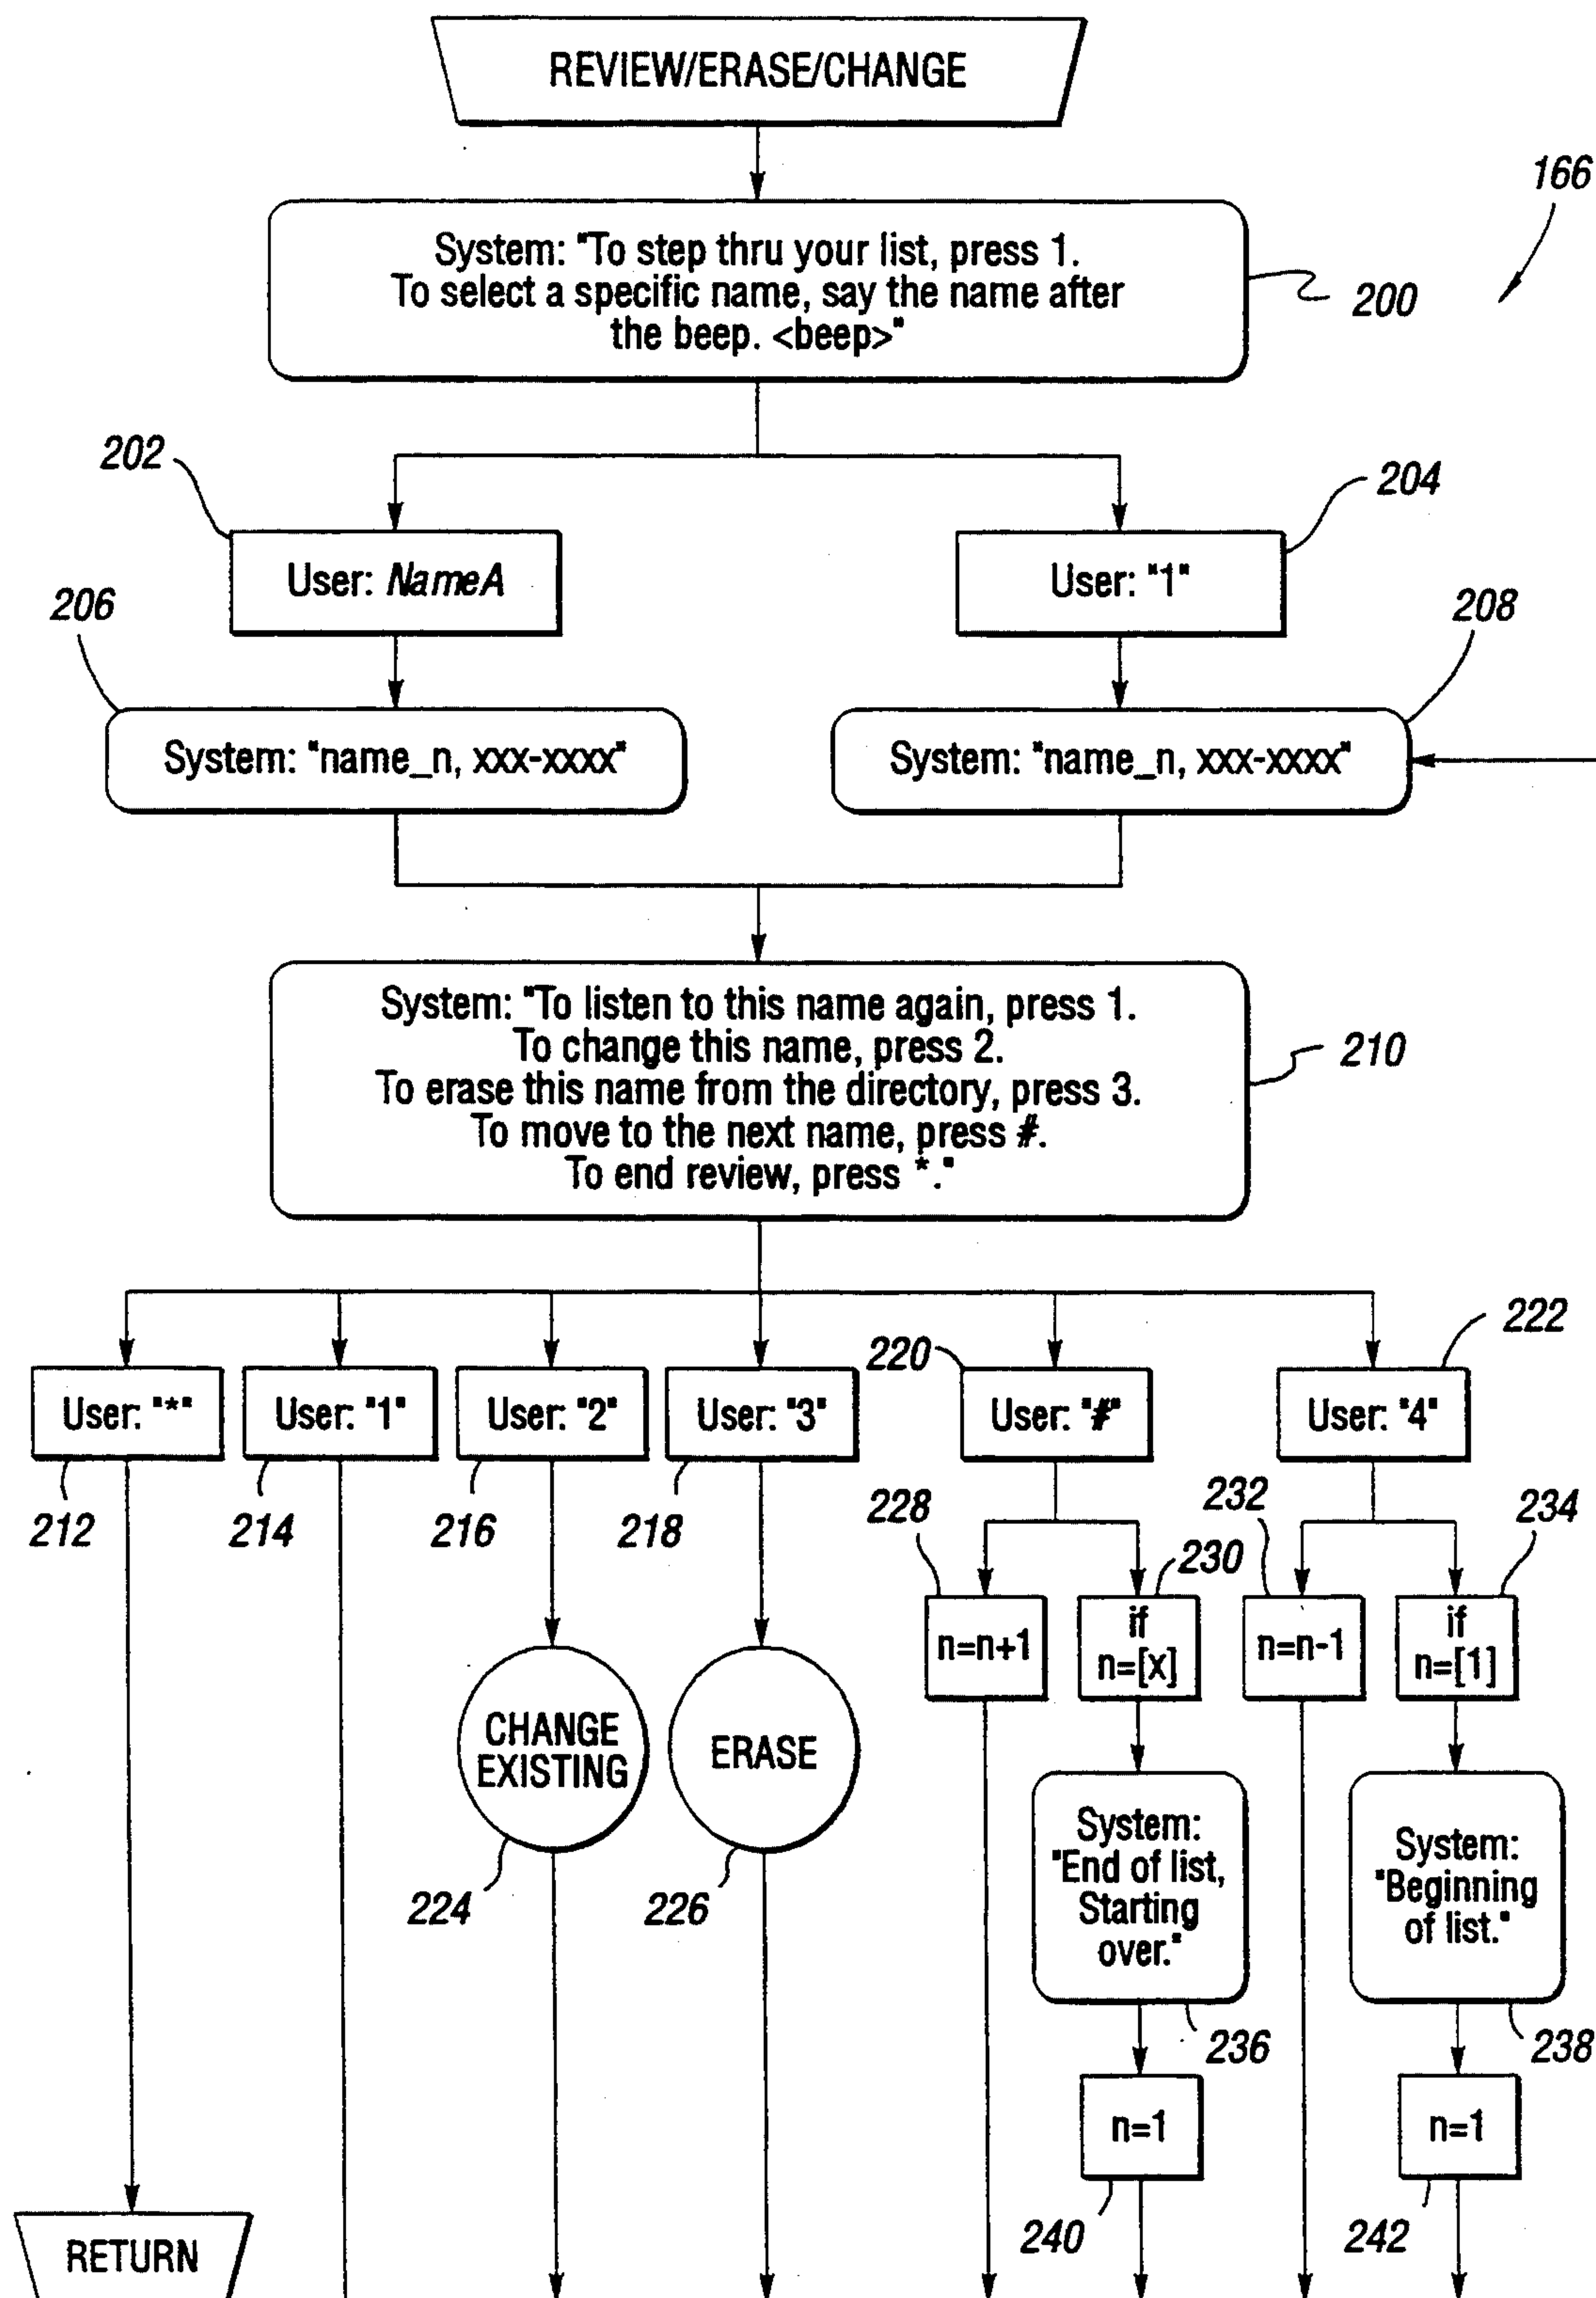 REVIEW/ERASE/CHANGE
166
System: "To step thru your list, press 1.
To select a specific name, say the name after
the beep. <beep>"
200
202
204
User: NameA
User: "1"
206
208
System: "name_n, xxx-xxxx"
System: "name_n, xxx-xxxx"
System: "To listen to this name again, press 1.
To change this name, press 2.
To erase this name from the directory, press 3.
To move to the next name, press #.
To end review, press *."
210
220
222
User: "*"
User: "1"
User: "2"
User: "3"
User: "#"
User: "4"
212
214
216
218
228
230
232
234
n=n+1
if
n=[x]
n=n-1
if
n=[1]
CHANGE
EXISTING
ERASE
224
226
System:
"End of list,
Starting
over."
System:
"Beginning
of list."
236
238
n=1
n=1
240
242
RETURN